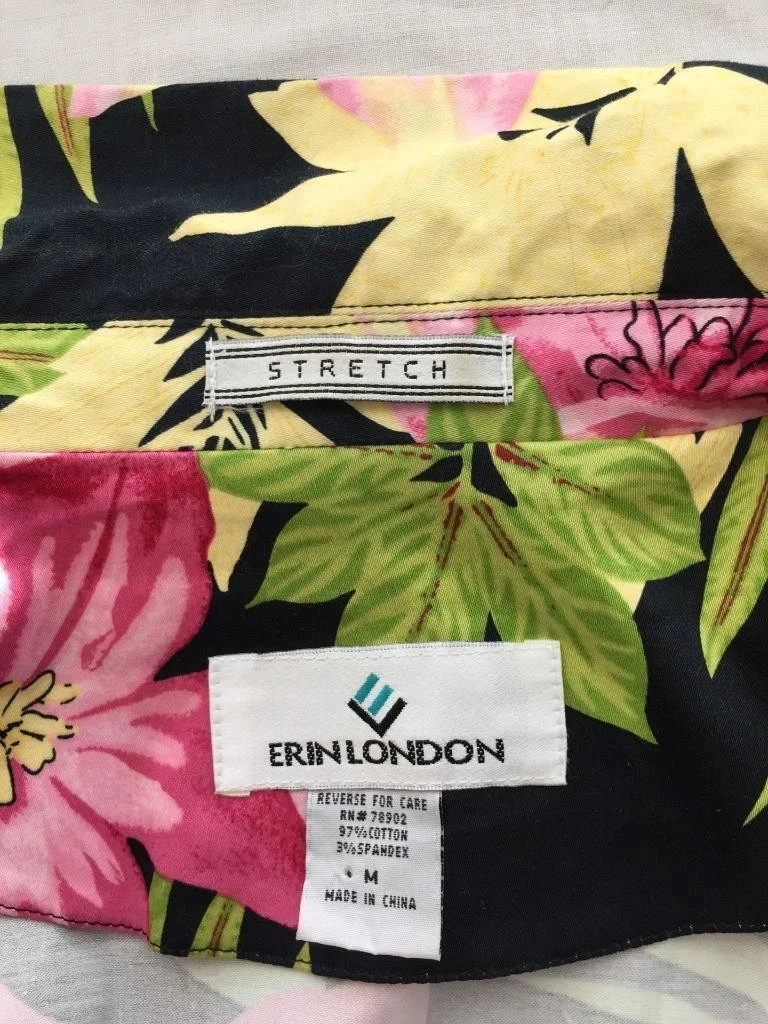 STRETCH
ERIN LONDON
REVERSE FOR CARE
RN# 78902
97%COTTON
3%SPANDEX
M
MADE IN CHINA